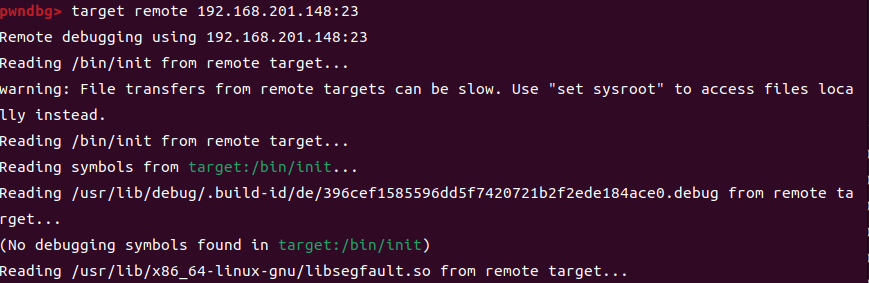 pwndbg> target remote 192.168.201.148:23
Remote debugging using 192.168.201.148:23
Reading /bin/init from remote target...
warning: File transfers from remote targets can be slow. Use "set sysroot" to access files loca
lly instead.
Reading /bin/init from remote target...
Reading symbols from target:/bin/init...
Reading /usr/lib/debug/.build-id/de/396cef1585596dd5f7420721b2f2ede184ace0.debug from remote ta
rget...
(No debugging symbols found in target:/bin/init)
Reading /usr/lib/x86_64-linux-gnu/libsegfault.so from remote target...